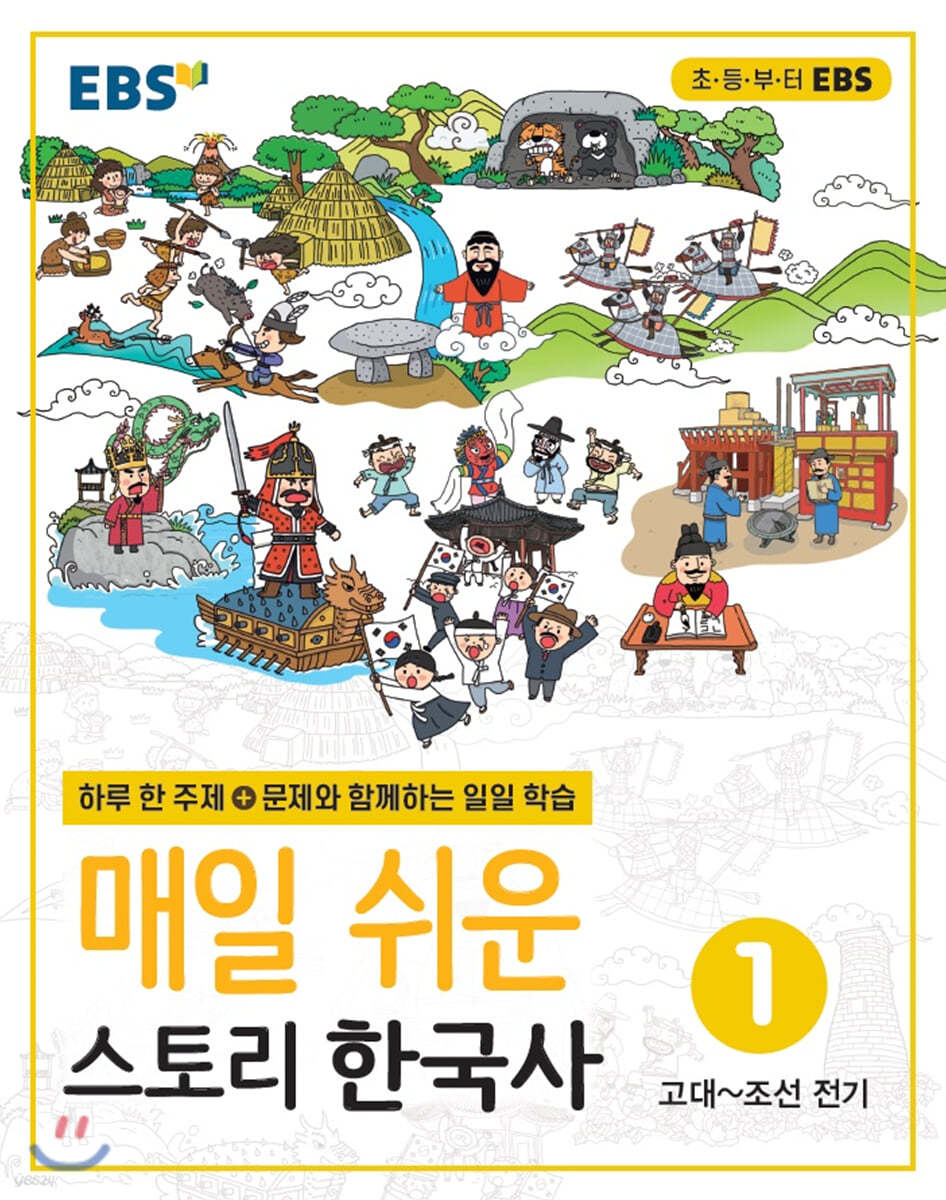 EBS
초·등·부·터 EBS
하루 한 주제 + 문제와 함께하는 일일 학습
매일 쉬운
스토리 한국사
1
고대~조선 전기
yes24